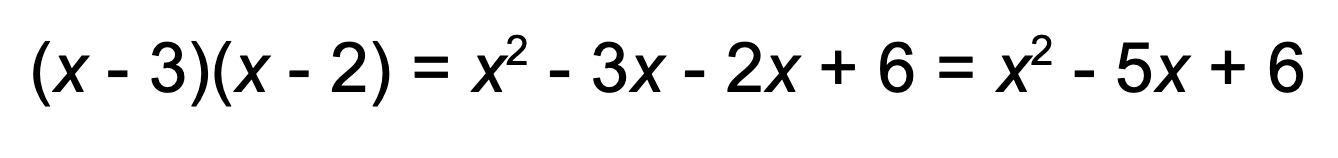 (x - 3)(x - 2) = x² - 3x - 2x + 6 = x² - 5x + 6